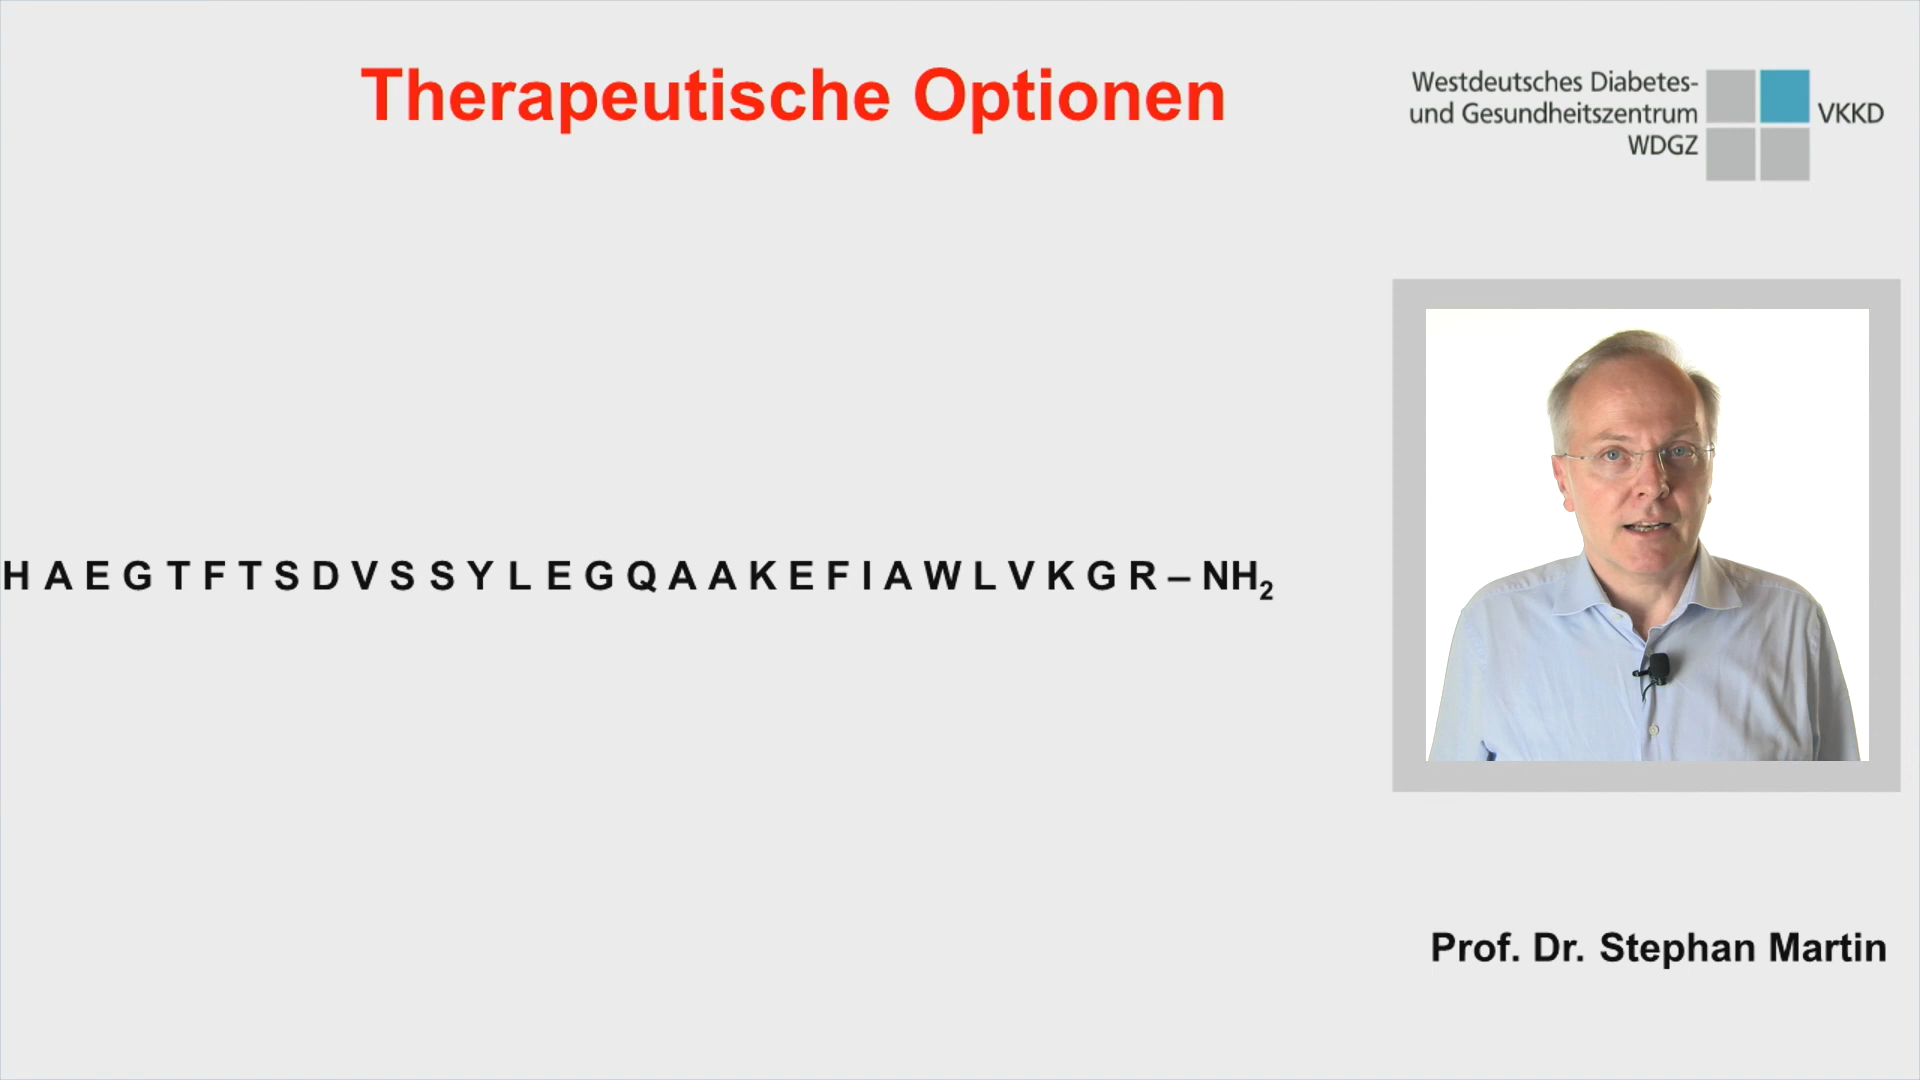 Therapeutische Optionen
Westdeutsches Diabetes-
und Gesundheitszentrum
WDGZ
VKKD
H A E G T F T S D V S S Y L E G Q A A K E F I A W L V K G R – NH₂
Prof. Dr. Stephan Martin